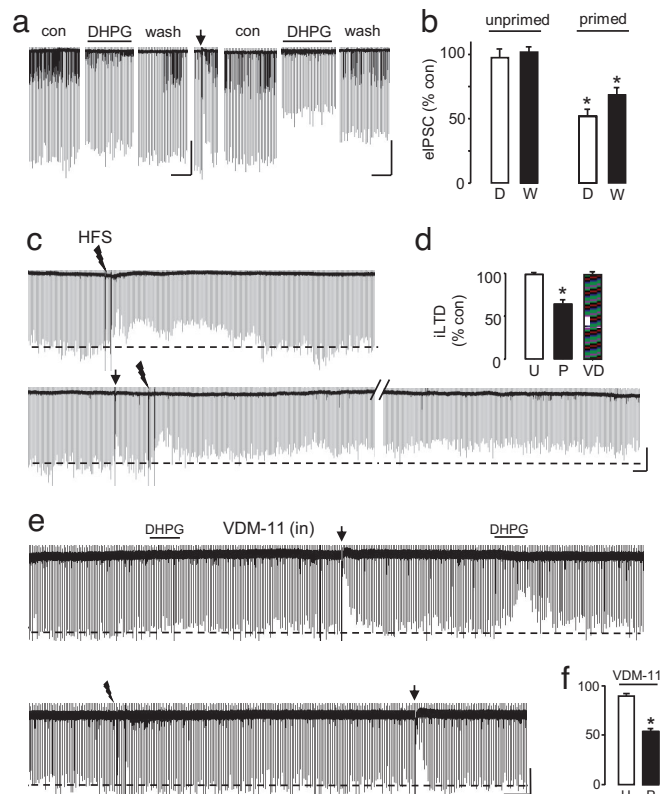 a
con DHPG wash con DHPG wash
b
unprimed primed
eIPSC (% con)
100
50
0
* *
D W D W
c
HFS
d
iLTD
(% con)
100
50
0
*
U P VD
e
DHPG VDM-11 (in) DHPG
f
VDM-11
100
50
0
*
U P